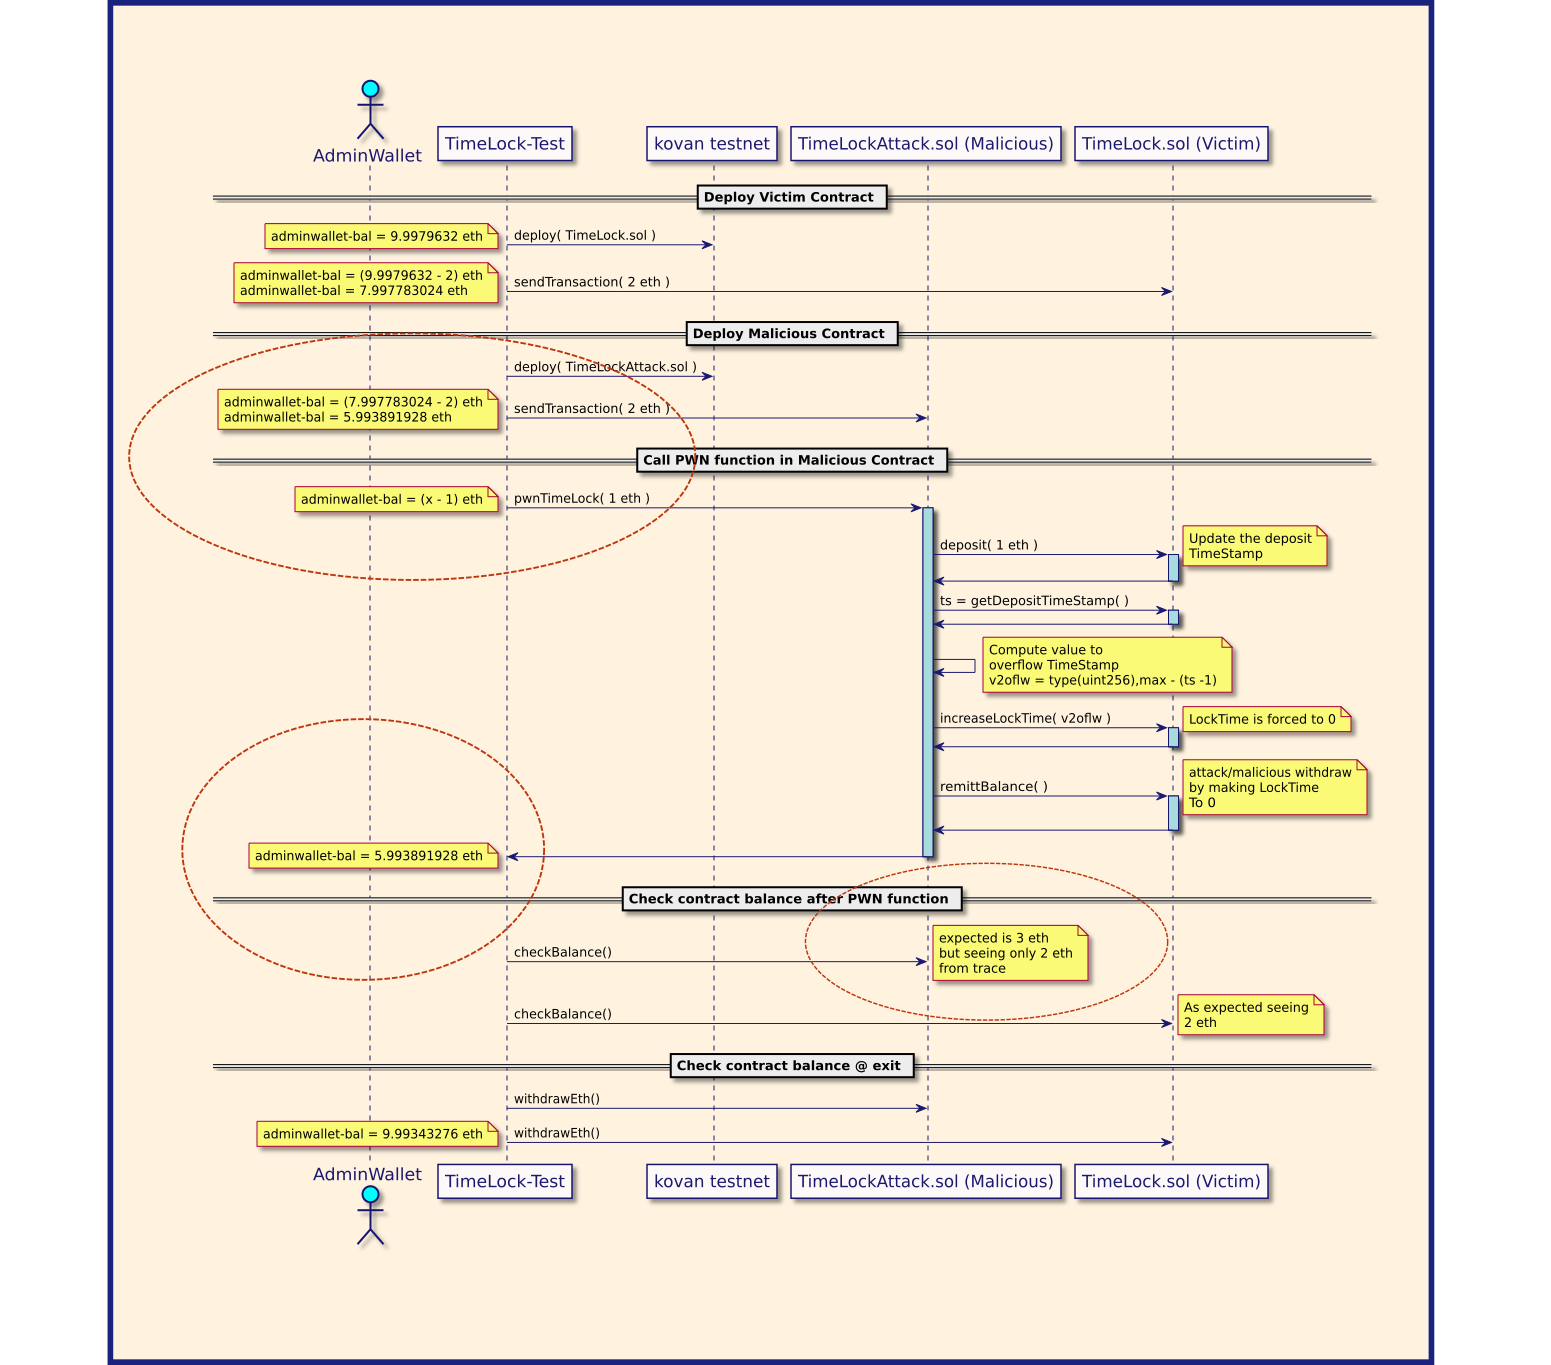 AdminWallet
TimeLock-Test
kovan testnet
TimeLockAttack.sol (Malicious)
TimeLock.sol (Victim)
Deploy Victim Contract
adminwallet-bal = 9.9979632 eth
deploy( TimeLock.sol )
adminwallet-bal = (9.9979632 - 2) eth
adminwallet-bal = 7.997783024 eth
sendTransaction( 2 eth )
Deploy Malicious Contract
deploy( TimeLockAttack.sol )
adminwallet-bal = (7.997783024 - 2) eth
adminwallet-bal = 5.993891928 eth
sendTransaction( 2 eth )
Call PWN function in Malicious Contract
adminwallet-bal = (x - 1) eth
pwnTimeLock( 1 eth )
deposit( 1 eth )
Update the deposit
TimeStamp
ts = getDepositTimeStamp( )
Compute value to
overflow TimeStamp
v2oflw = type(uint256),max - (ts -1)
increaseLockTime( v2oflw )
LockTime is forced to 0
remittBalance( )
attack/malicious withdraw
by making LockTime
To 0
adminwallet-bal = 5.993891928 eth
Check contract balance after PWN function
checkBalance()
expected is 3 eth
but seeing only 2 eth
from trace
checkBalance()
As expected seeing
2 eth
Check contract balance @ exit
withdrawEth()
adminwallet-bal = 9.99343276 eth
withdrawEth()
AdminWallet
TimeLock-Test
kovan testnet
TimeLockAttack.sol (Malicious)
TimeLock.sol (Victim)